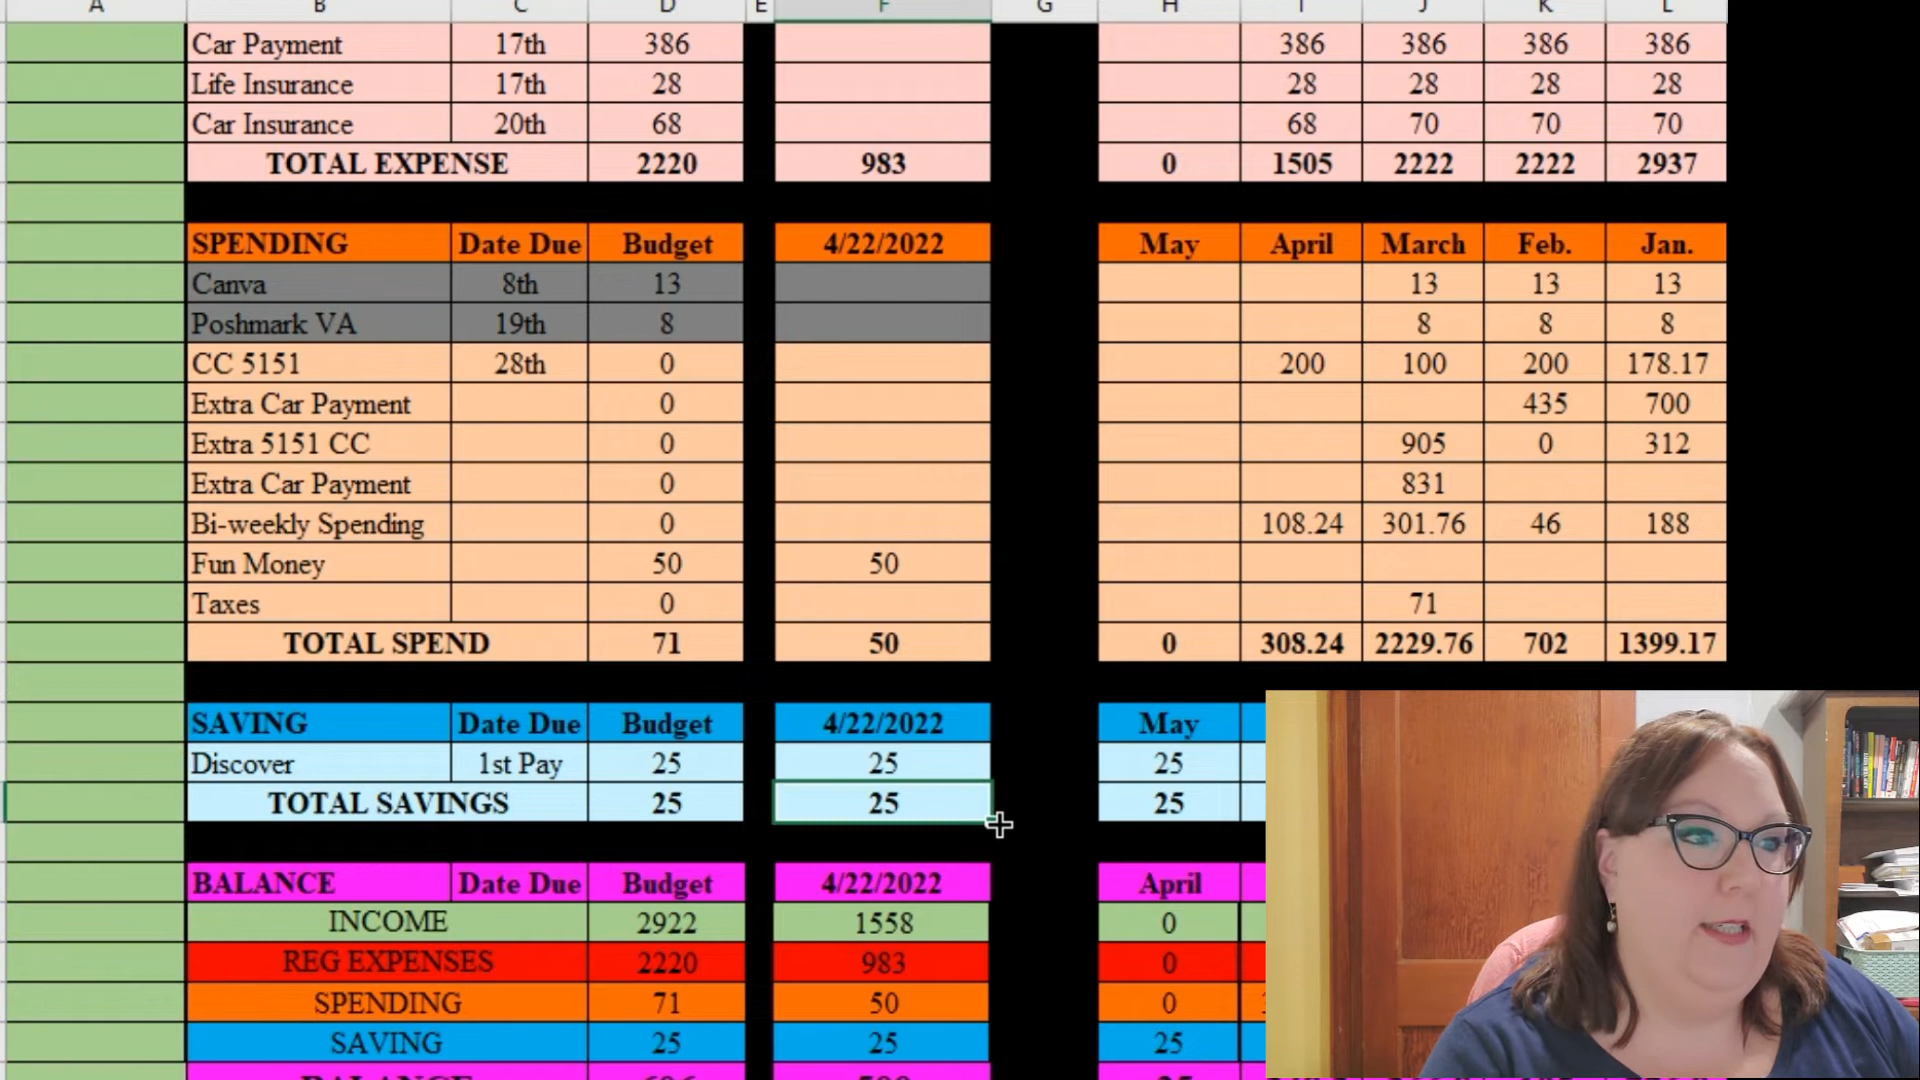 A B C D E F G H I J K L
Car Payment 17th 386 386 386 386 386
Life Insurance 17th 28 28 28 28 28
Car Insurance 20th 68 68 70 70 70
TOTAL EXPENSE 2220 983 0 1505 2222 2222 2937
SPENDING Date Due Budget 4/22/2022 May April March Feb. Jan.
Canva 8th 13 13 13 13
Poshmark VA 19th 8 8 8 8
CC 5151 28th 0 200 100 200 178.17
Extra Car Payment 0 435 700
Extra 5151 CC 0 905 0 312
Extra Car Payment 0 831
Bi-weekly Spending 0 108.24 301.76 46 188
Fun Money 50 50
Taxes 0 71
TOTAL SPEND 71 50 0 308.24 2229.76 702 1399.17
SAVING Date Due Budget 4/22/2022 May
Discover 1st Pay 25 25 25
TOTAL SAVINGS 25 25 25
BALANCE Date Due Budget 4/22/2022 April
INCOME 2922 1558 0
REG EXPENSES 2220 983 0
SPENDING 71 50 0
SAVING 25 25 25
BALANCE